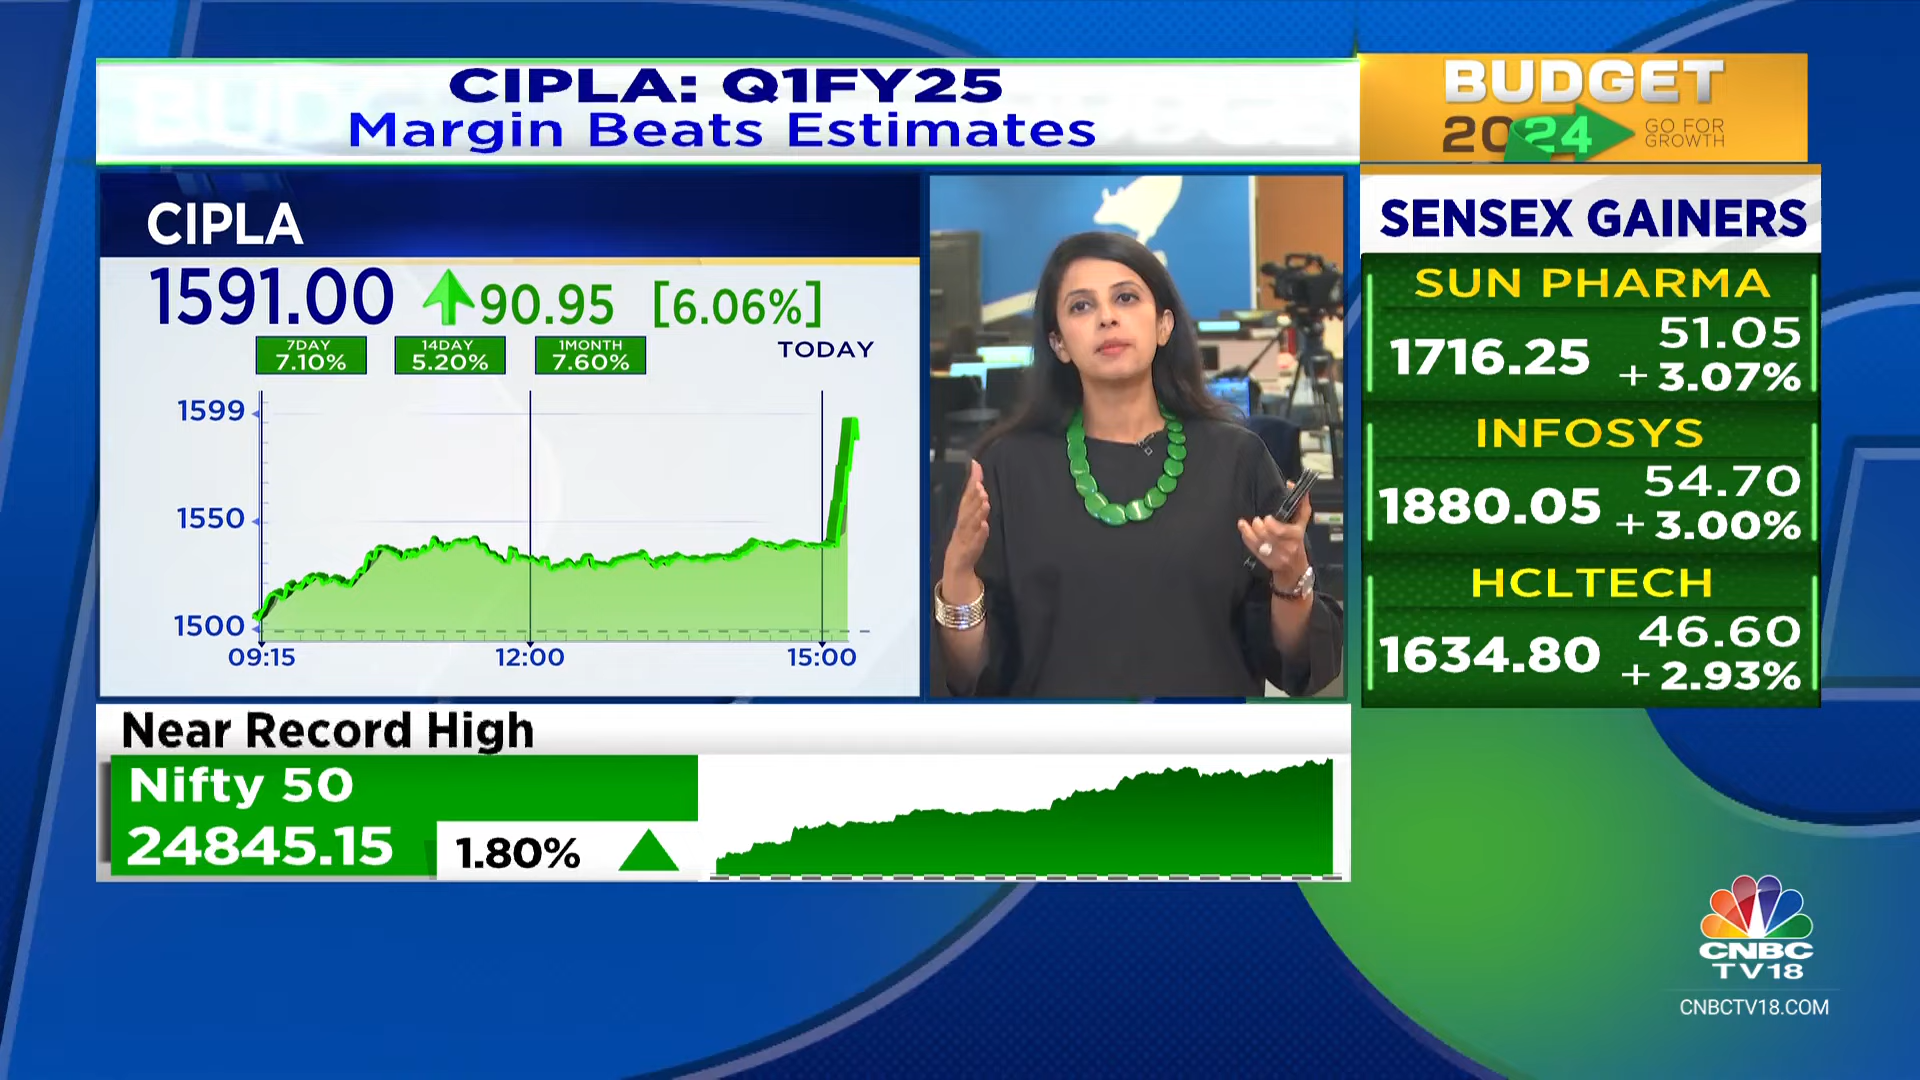 CIPLA: Q1FY25
Margin Beats Estimates
BUDGET
2024
GO FOR
GROWTH
CIPLA
1591.00 90.95 [6.06%]
7DAY
7.10%
14DAY
5.20%
1MONTH
7.60%
TODAY
1599
1550
1500
09:15 12:00 15:00
SENSEX GAINERS
SUN PHARMA
51.05
1716.25
+ 3.07%
INFOSYS
54.70
1880.05
+ 3.00%
HCLTECH
46.60
1634.80
+ 2.93%
Near Record High
Nifty 50
24845.15
1.80%
CNBC
TV18
CNBCTV18.COM